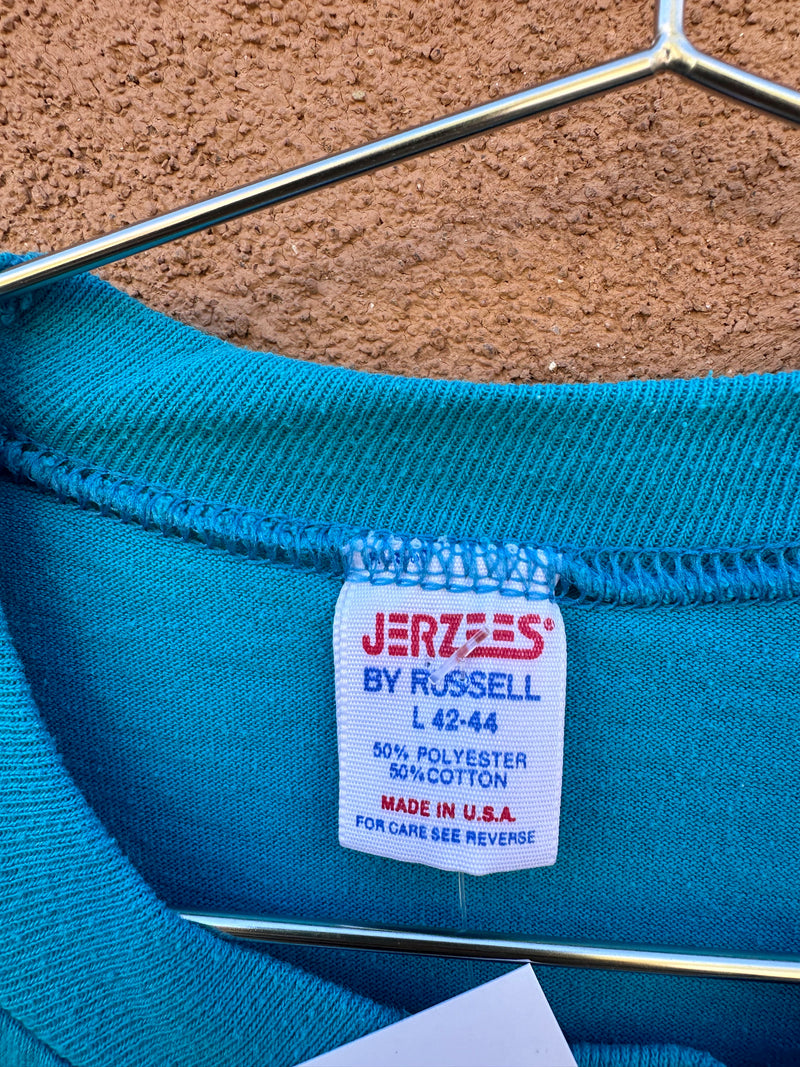 JERZEES®
BY RUSSELL
L 42-44
50% POLYESTER
50% COTTON
MADE IN U.S.A.
FOR CARE SEE REVERSE